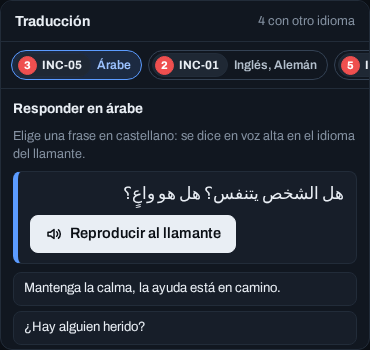 Traducción
4 con otro idioma
3 INC-05 Árabe
2 INC-01 Inglés, Alemán
5
Responder en árabe
Elige una frase en castellano: se dice en voz alta en el idioma
del llamante.
هل الشخص يتنفس؟ هل هو واعٍ؟
Reproducir al llamante
Mantenga la calma, la ayuda está en camino.
¿Hay alguien herido?